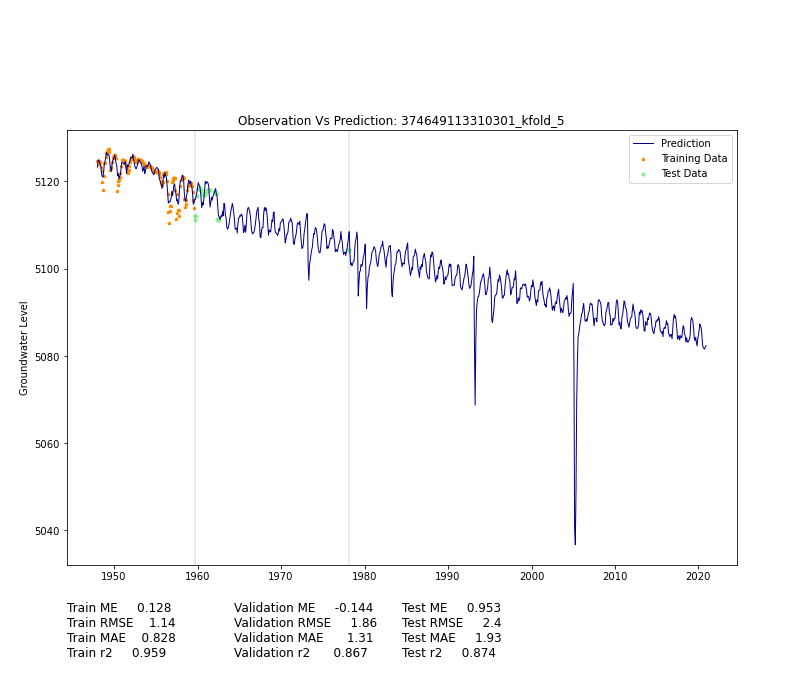 Observation Vs Prediction: 374649113310301_kfold_5
Prediction
Training Data
Test Data
5120
5100
5080
5060
5040
Groundwater Level
1950 1960 1970 1980 1990 2000 2010 2020
Train ME 0.128 Validation ME -0.144 Test ME 0.953
Train RMSE 1.14 Validation RMSE 1.86 Test RMSE 2.4
Train MAE 0.828 Validation MAE 1.31 Test MAE 1.93
Train r2 0.959 Validation r2 0.867 Test r2 0.874